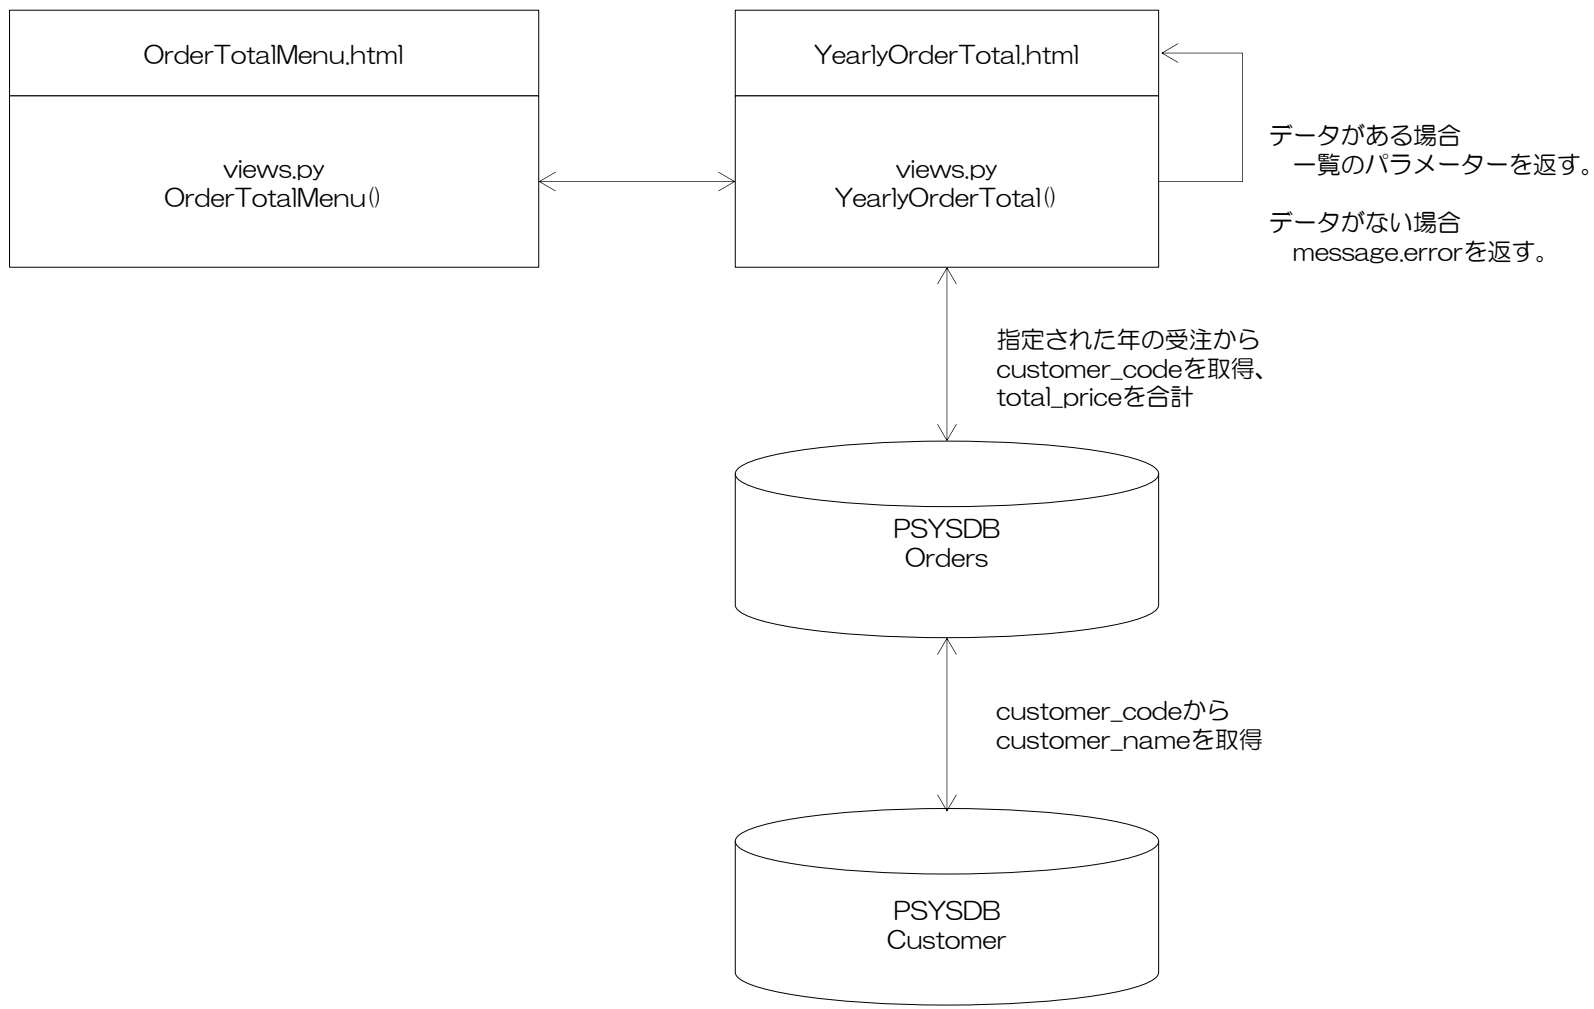 OrderTotalMenu.html
views.py
OrderTotalMenu()
YearlyOrderTotal.html
views.py
YearlyOrderTotal()
データがある場合
一覧のパラメーターを返す。
データがない場合
message.errorを返す。
指定された年の受注から
customer_codeを取得、
total_priceを合計
PSYSDB
Orders
customer_codeから
customer_nameを取得
PSYSDB
Customer